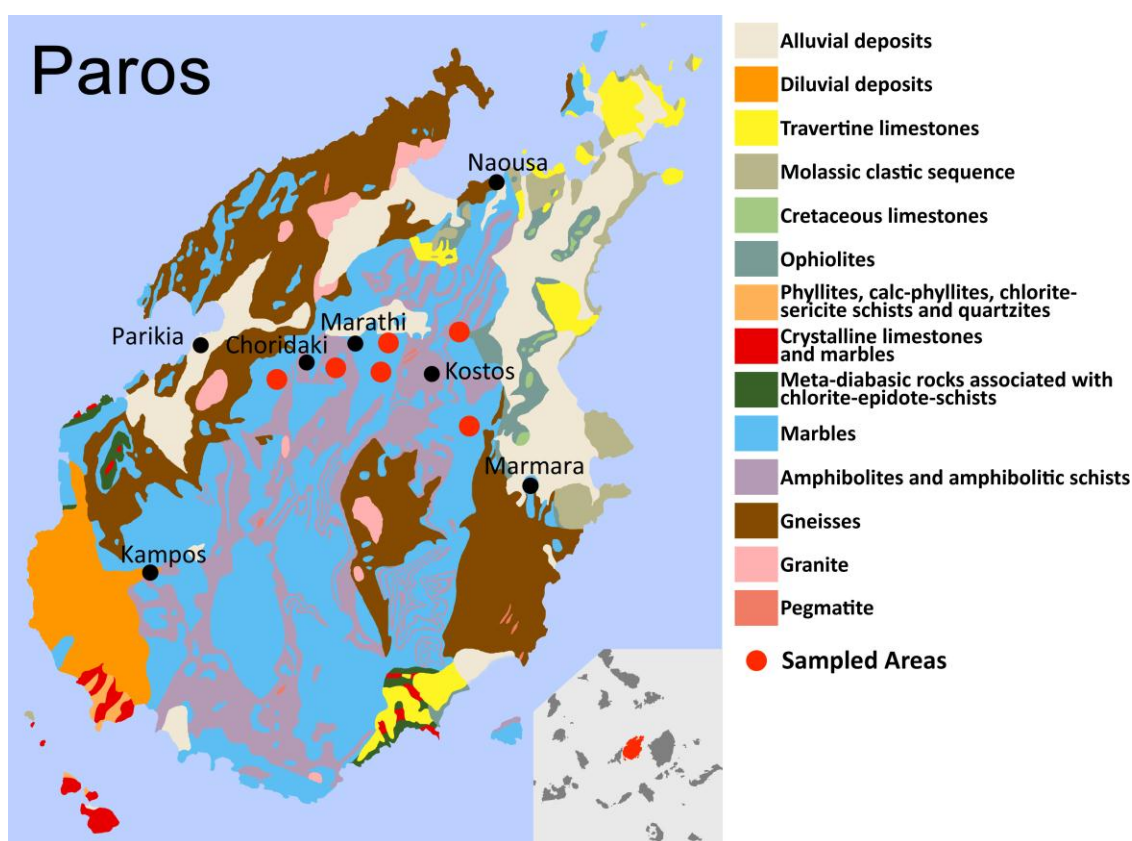 Paros
Naousa
Parikia
Marathi
Choridaki
Kostos
Marmara
Kampos
Alluvial deposits
Diluvial deposits
Travertine limestones
Molassic clastic sequence
Cretaceous limestones
Ophiolites
Phyllites, calc-phyllites, chlorite-
sericite schists and quartzites
Crystalline limestones
and marbles
Meta-diabasic rocks associated with
chlorite-epidote-schists
Marbles
Amphibolites and amphibolitic schists
Gneisses
Granite
Pegmatite
Sampled Areas